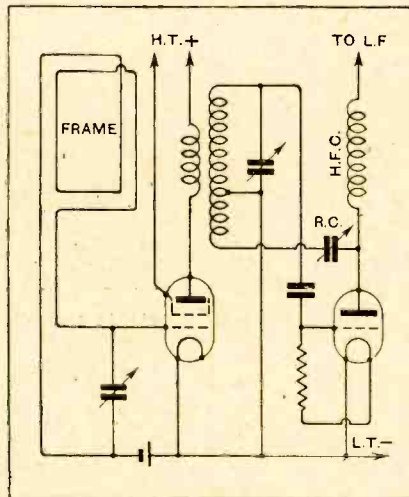 H.T.+
TO L.F
FRAME
H.F.C.
R.C.
L.T.-